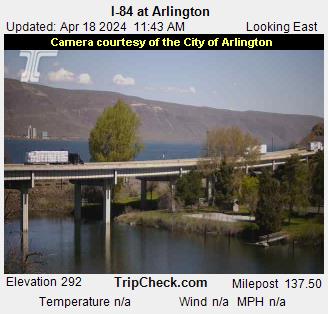 I-84 at Arlington
Updated: Apr 18 2024 11:43 AM Looking East
Camera courtesy of the City of Arlington
Elevation 292 TripCheck.com Milepost 137.50
Temperature n/a Wind n/a MPH n/a